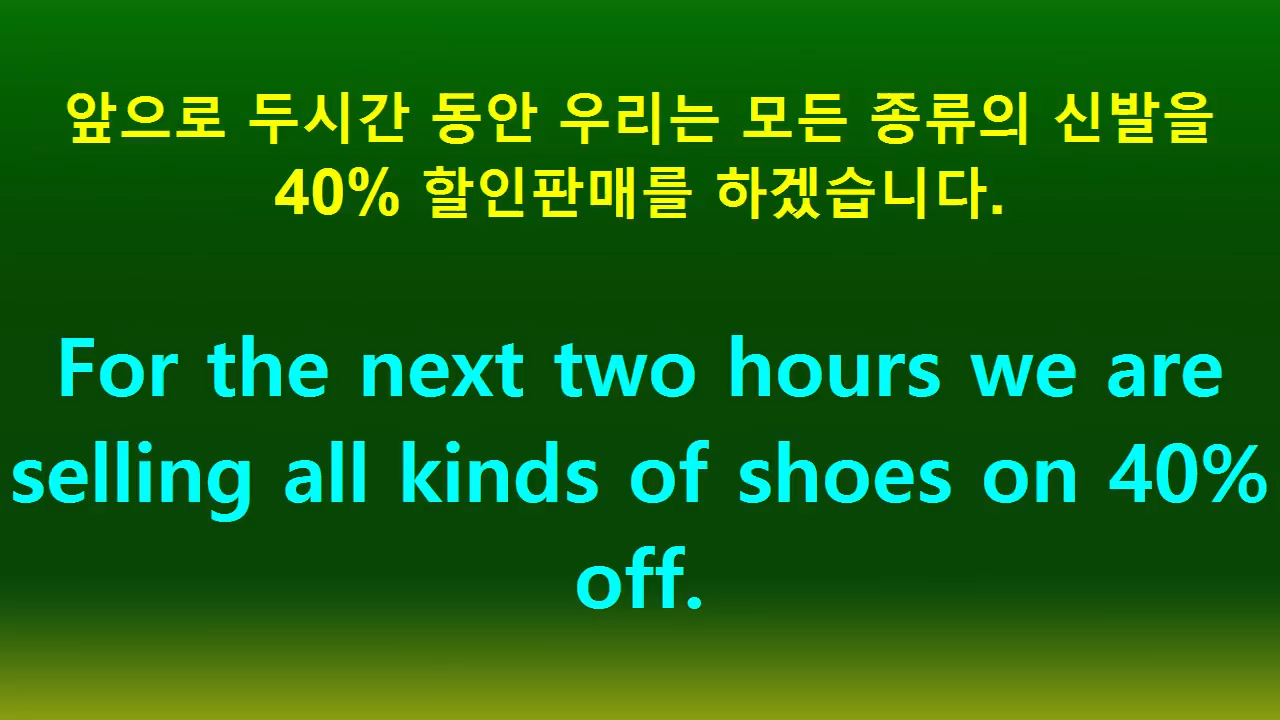 앞으로 두시간 동안 우리는 모든 종류의 신발을
40% 할인판매를 하겠습니다.
For the next two hours we are
selling all kinds of shoes on 40%
off.